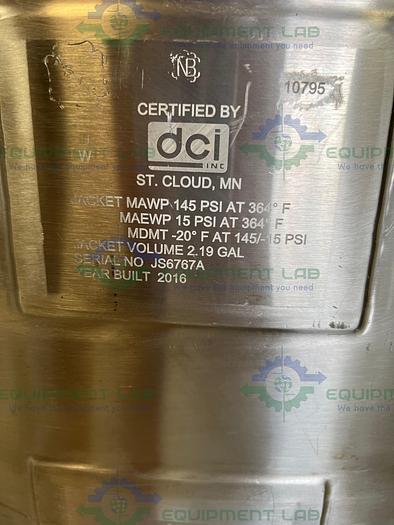 NB
10795
CERTIFIED BY
dci
INC
W
ST. CLOUD, MN
JACKET MAWP 145 PSI AT 364° F
MAEWP 15 PSI AT 364° F
MDMT -20° F AT 145/-15 PSI
JACKET VOLUME 2.19 GAL
SERIAL NO JS6767A
YEAR BUILT 2016
EQUIPMENT LAB
We have the equipment you need